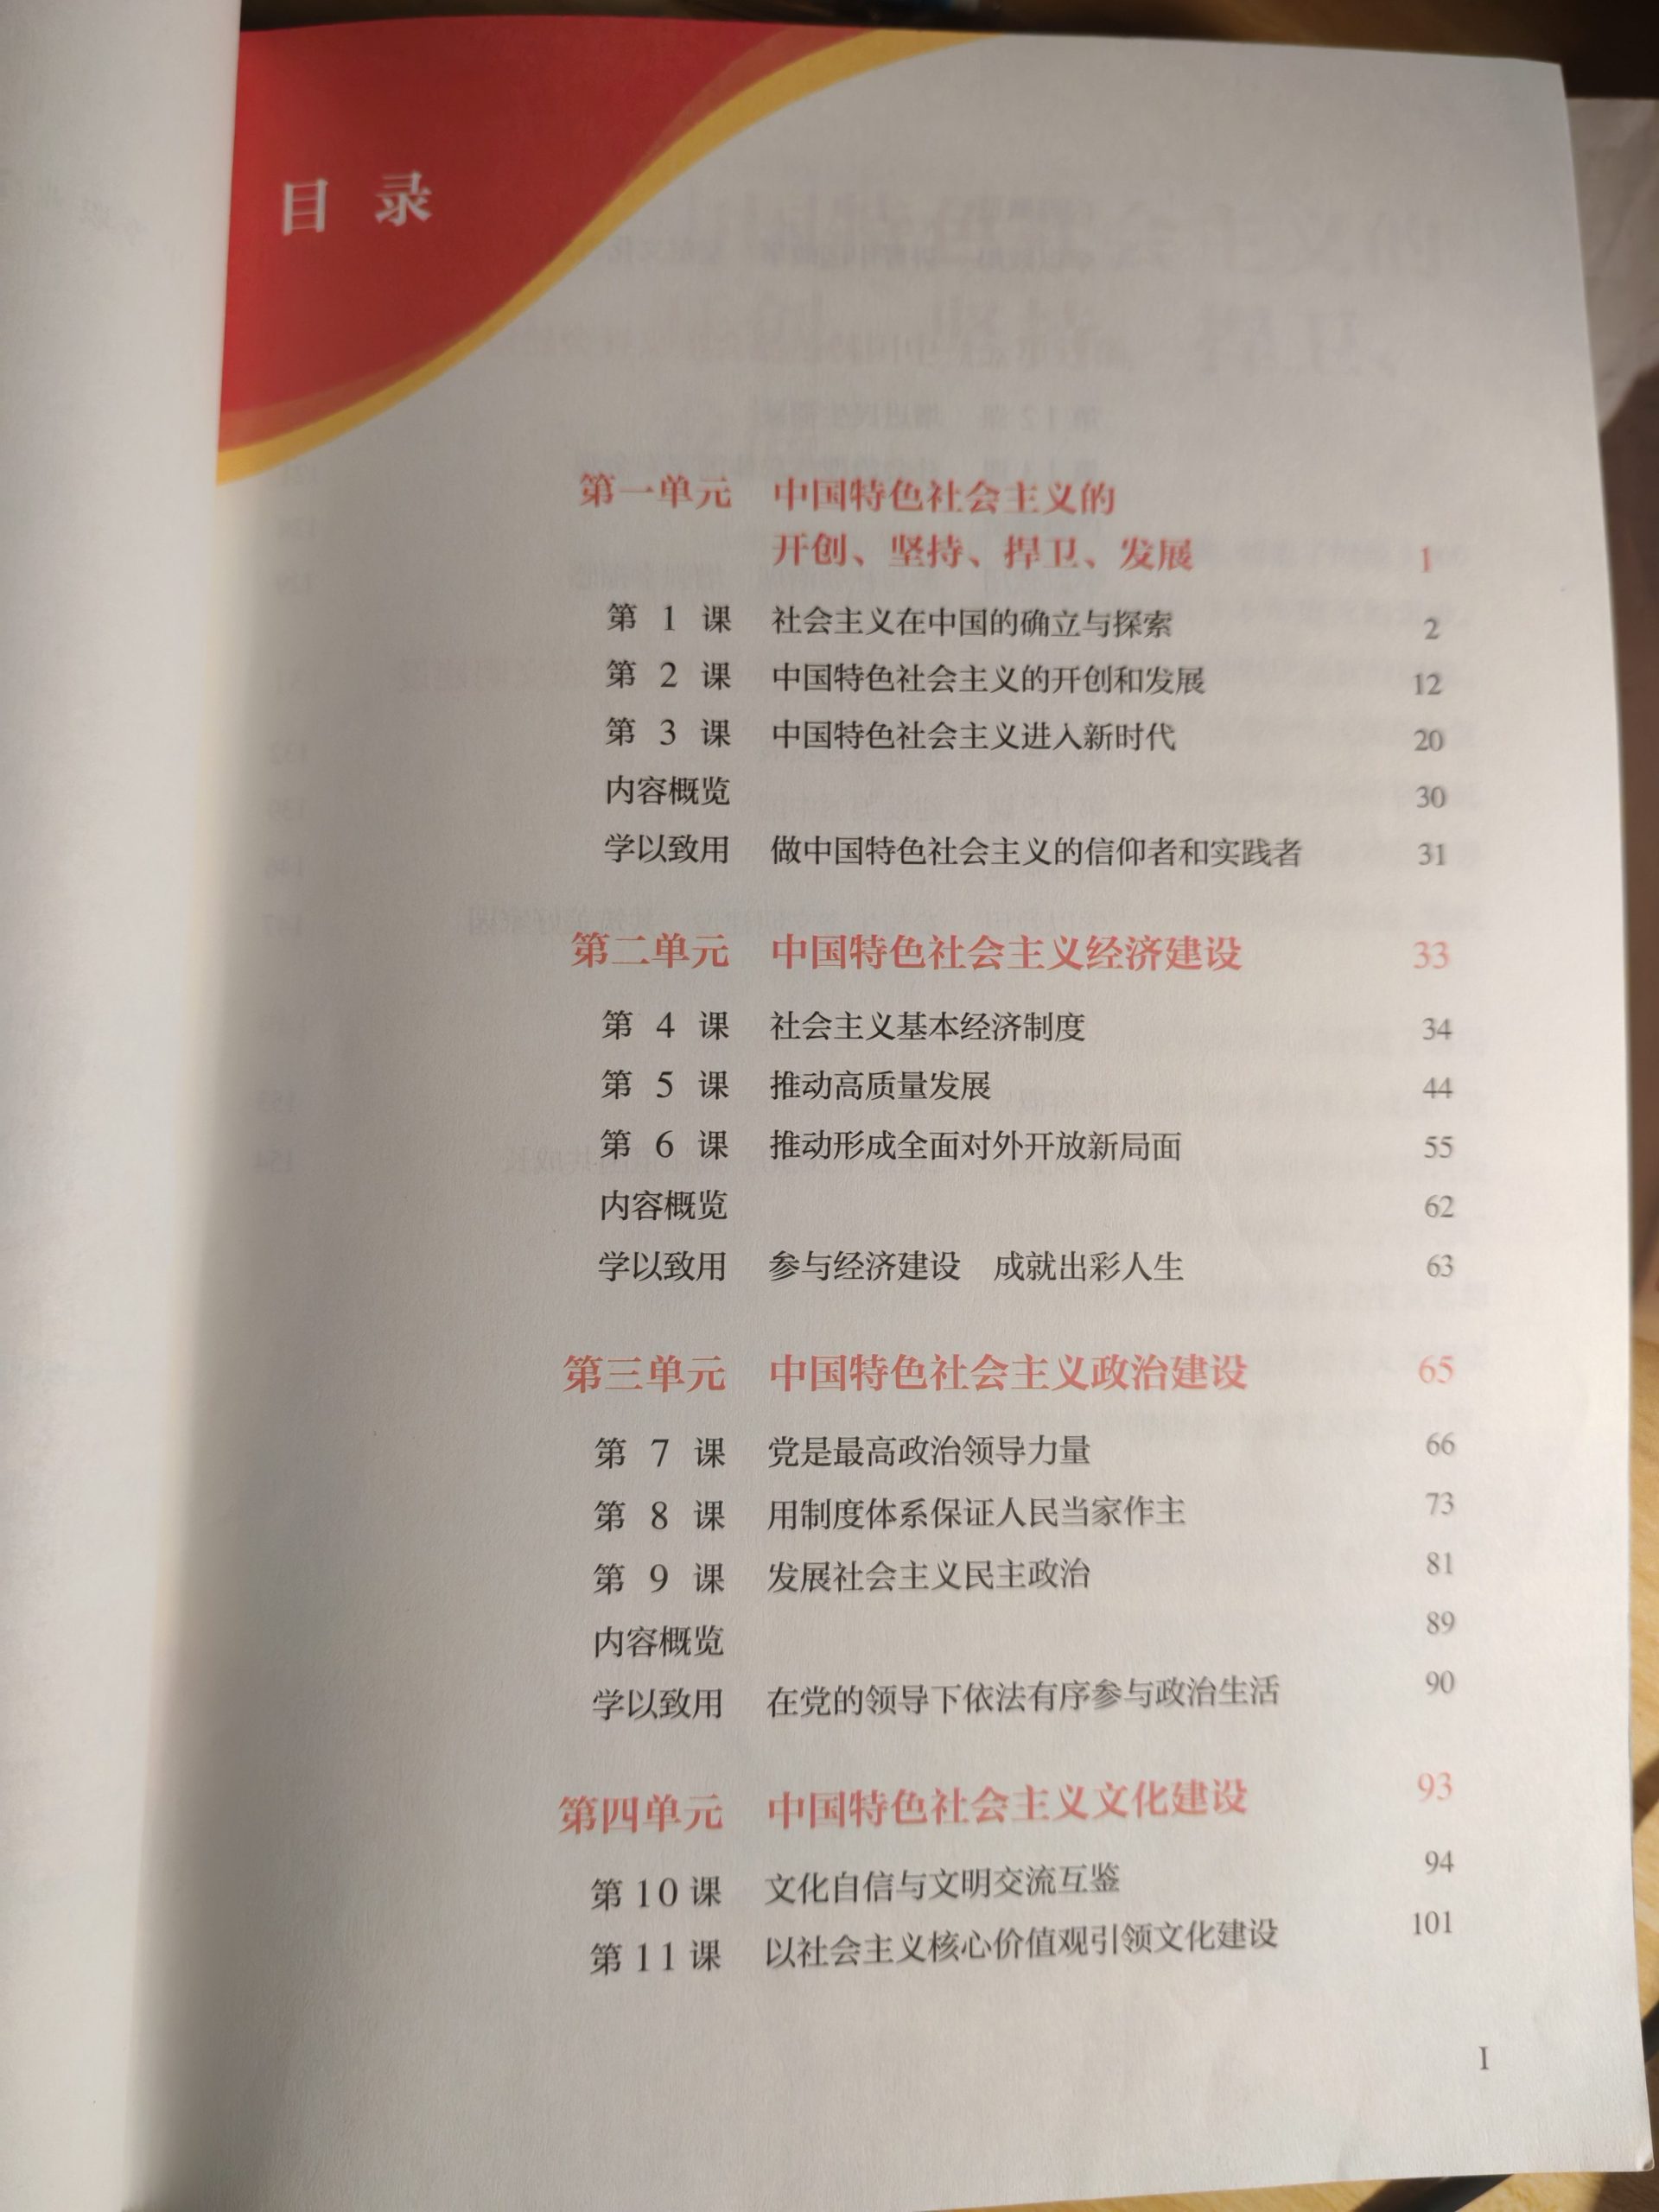 目 录
第一单元 中国特色社会主义的
开创、坚持、捍卫、发展 1
第 1 课 社会主义在中国的确立与探索 2
第 2 课 中国特色社会主义的开创和发展 12
第 3 课 中国特色社会主义进入新时代 20
内容概览 30
学以致用 做中国特色社会主义的信仰者和实践者 31
第二单元 中国特色社会主义经济建设 33
第 4 课 社会主义基本经济制度 34
第 5 课 推动高质量发展 44
第 6 课 推动形成全面对外开放新局面 55
内容概览 62
学以致用 参与经济建设 成就出彩人生 63
第三单元 中国特色社会主义政治建设 65
第 7 课 党是最高政治领导力量 66
第 8 课 用制度体系保证人民当家作主 73
第 9 课 发展社会主义民主政治 81
内容概览 89
学以致用 在党的领导下依法有序参与政治生活 90
第四单元 中国特色社会主义文化建设 93
第10课 文化自信与文明交流互鉴 94
第11课 以社会主义核心价值观引领文化建设 101
I